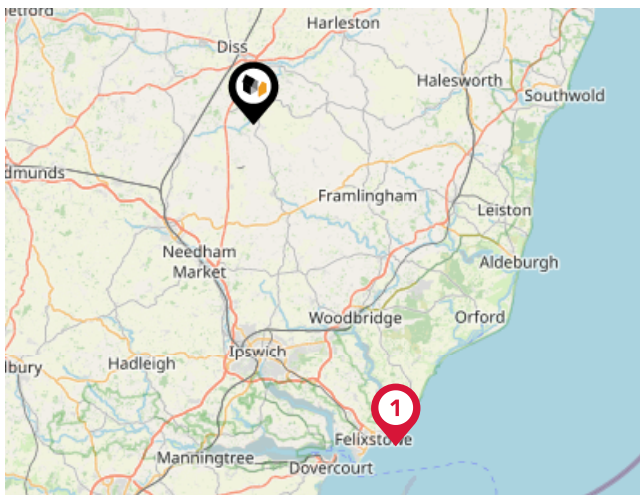 etford
Harleston
Diss
Halesworth
Southwold
dmunds
Framlingham
Leiston
Needham
Market
Aldeburgh
Woodbridge
Orford
Ipswich
lbury
Hadleigh
1
Felixstowe
Manningtree
Dovercourt